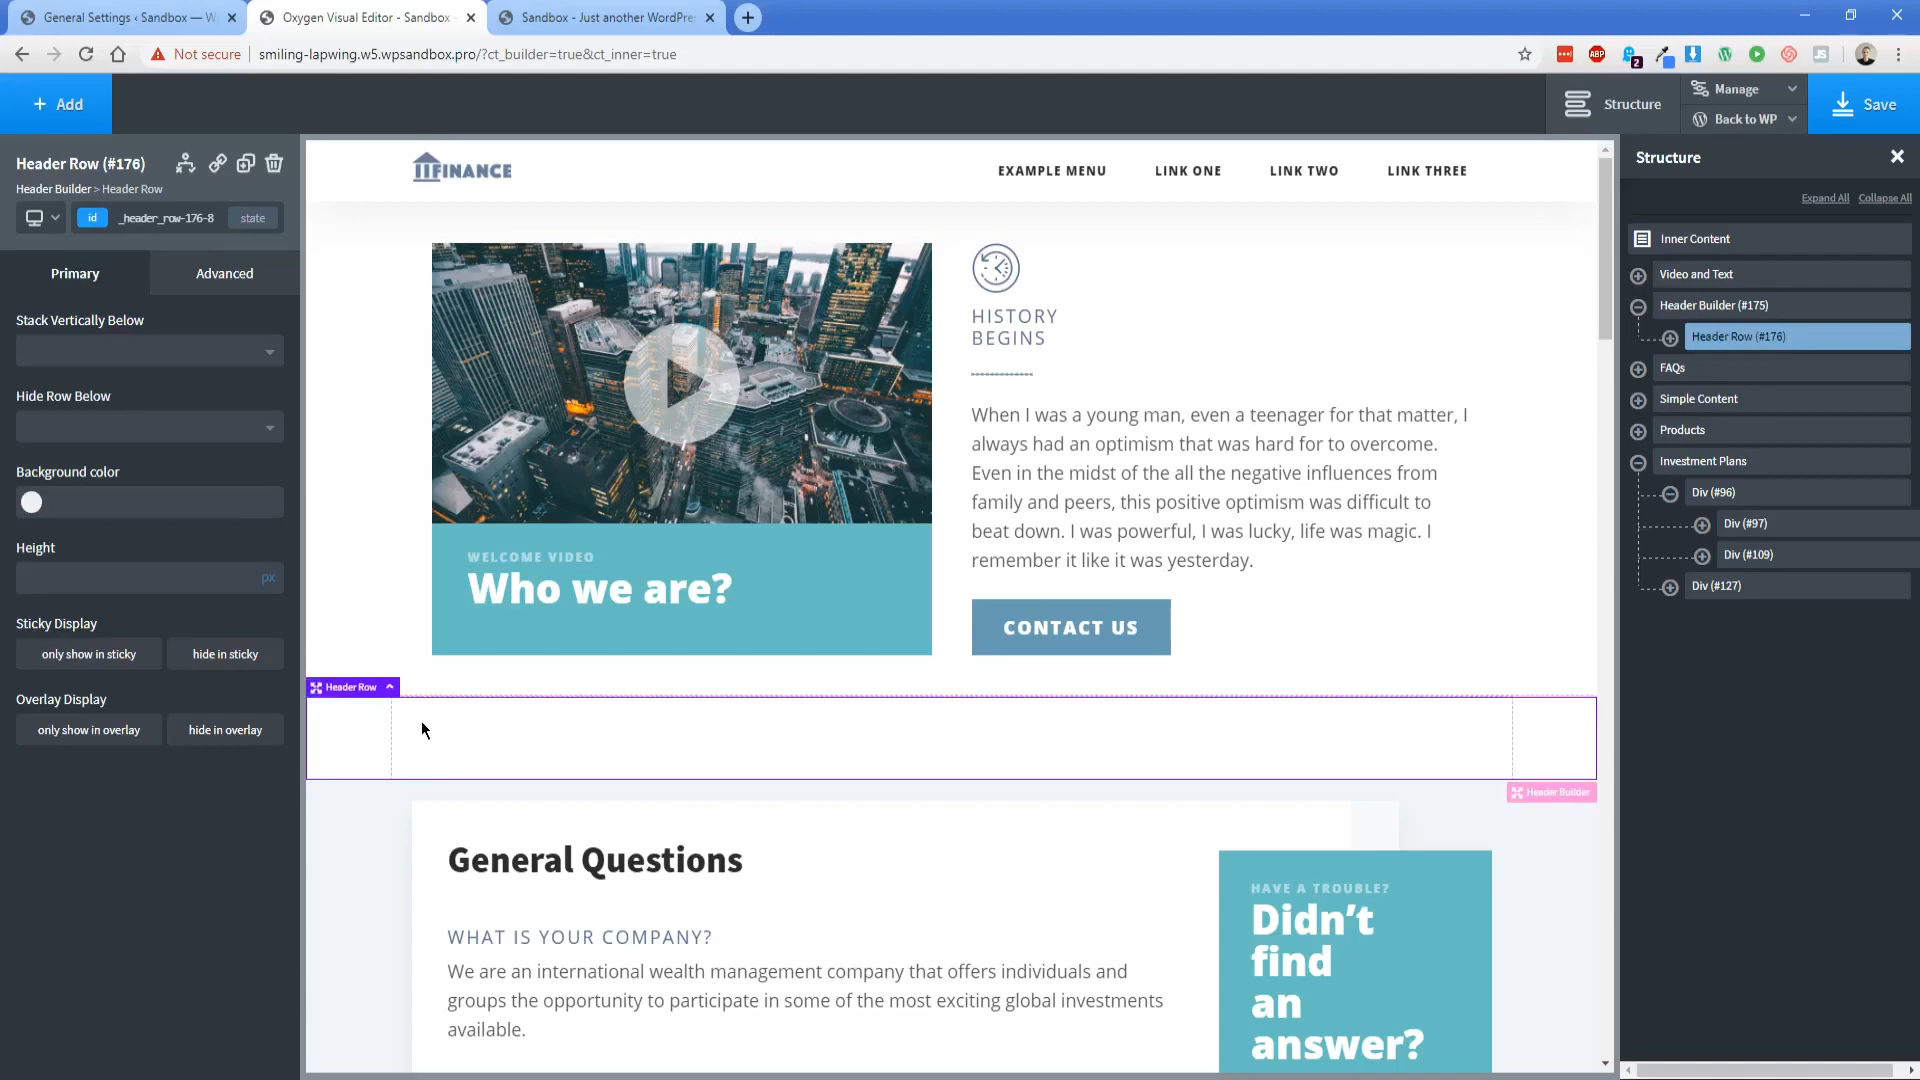 General Settings ‹ Sandbox — W
Oxygen Visual Editor - Sandbox -
Sandbox - Just another WordPres
Not secure
smiling-lapwing.w5.wpsandbox.pro/?ct_builder=true&ct_inner=true
ABP
2
JS
+ Add
Structure
Manage
Back to WP
Save
Header Row (#176)
Header Builder > Header Row
id
_header_row-176-8
state
Primary
Advanced
Stack Vertically Below
Hide Row Below
Background color
Height
px
Sticky Display
only show in sticky
hide in sticky
Overlay Display
only show in overlay
hide in overlay
FINANCE
EXAMPLE MENU
LINK ONE
LINK TWO
LINK THREE
WELCOME VIDEO
Who we are?
HISTORY
BEGINS
When I was a young man, even a teenager for that matter, I
always had an optimism that was hard for to overcome.
Even in the midst of the all the negative influences from
family and peers, this positive optimism was difficult to
beat down. I was powerful, I was lucky, life was magic. I
remember it like it was yesterday.
CONTACT US
Header Row
Header Builder
General Questions
WHAT IS YOUR COMPANY?
We are an international wealth management company that offers individuals and
groups the opportunity to participate in some of the most exciting global investments
available.
HAVE A TROUBLE?
Didn't
find
an
answer?
Structure
Expand All
Collapse All
Inner Content
Video and Text
Header Builder (#175)
Header Row (#176)
FAQs
Simple Content
Products
Investment Plans
Div (#96)
Div (#97)
Div (#109)
Div (#127)